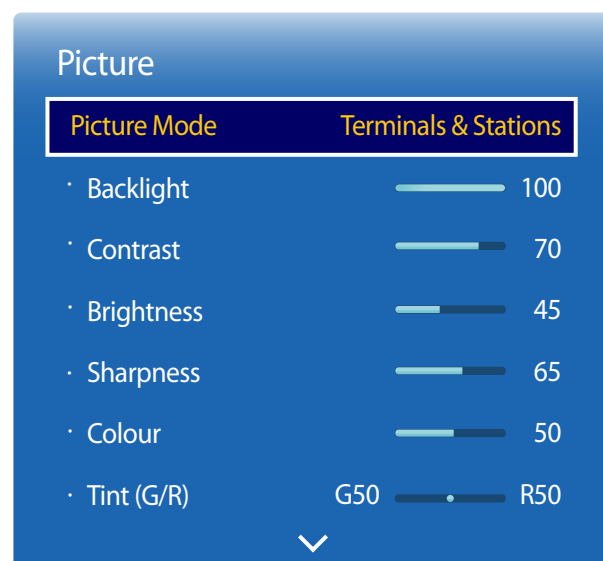 Picture
Picture Mode Terminals & Stations
· Backlight 100
· Contrast 70
· Brightness 45
· Sharpness 65
· Colour 50
· Tint (G/R) G50 R50